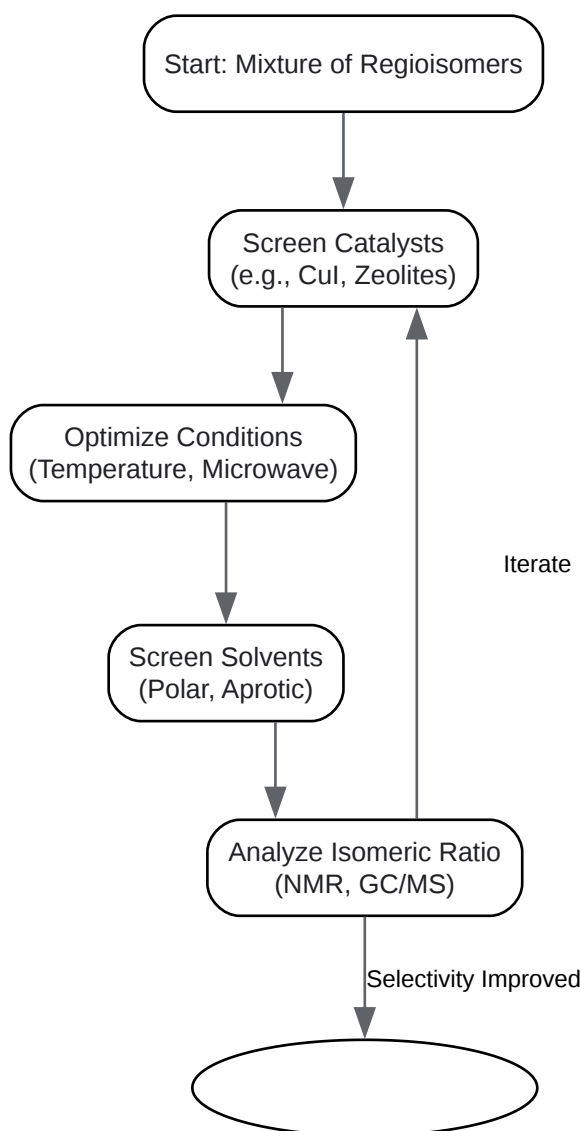 Start: Mixture of Regioisomers
Screen Catalysts
(e.g., CuI, Zeolites)
Optimize Conditions
(Temperature, Microwave)
Iterate
Screen Solvents
(Polar, Aprotic)
Analyze Isomeric Ratio
(NMR, GC/MS)
Selectivity Improved